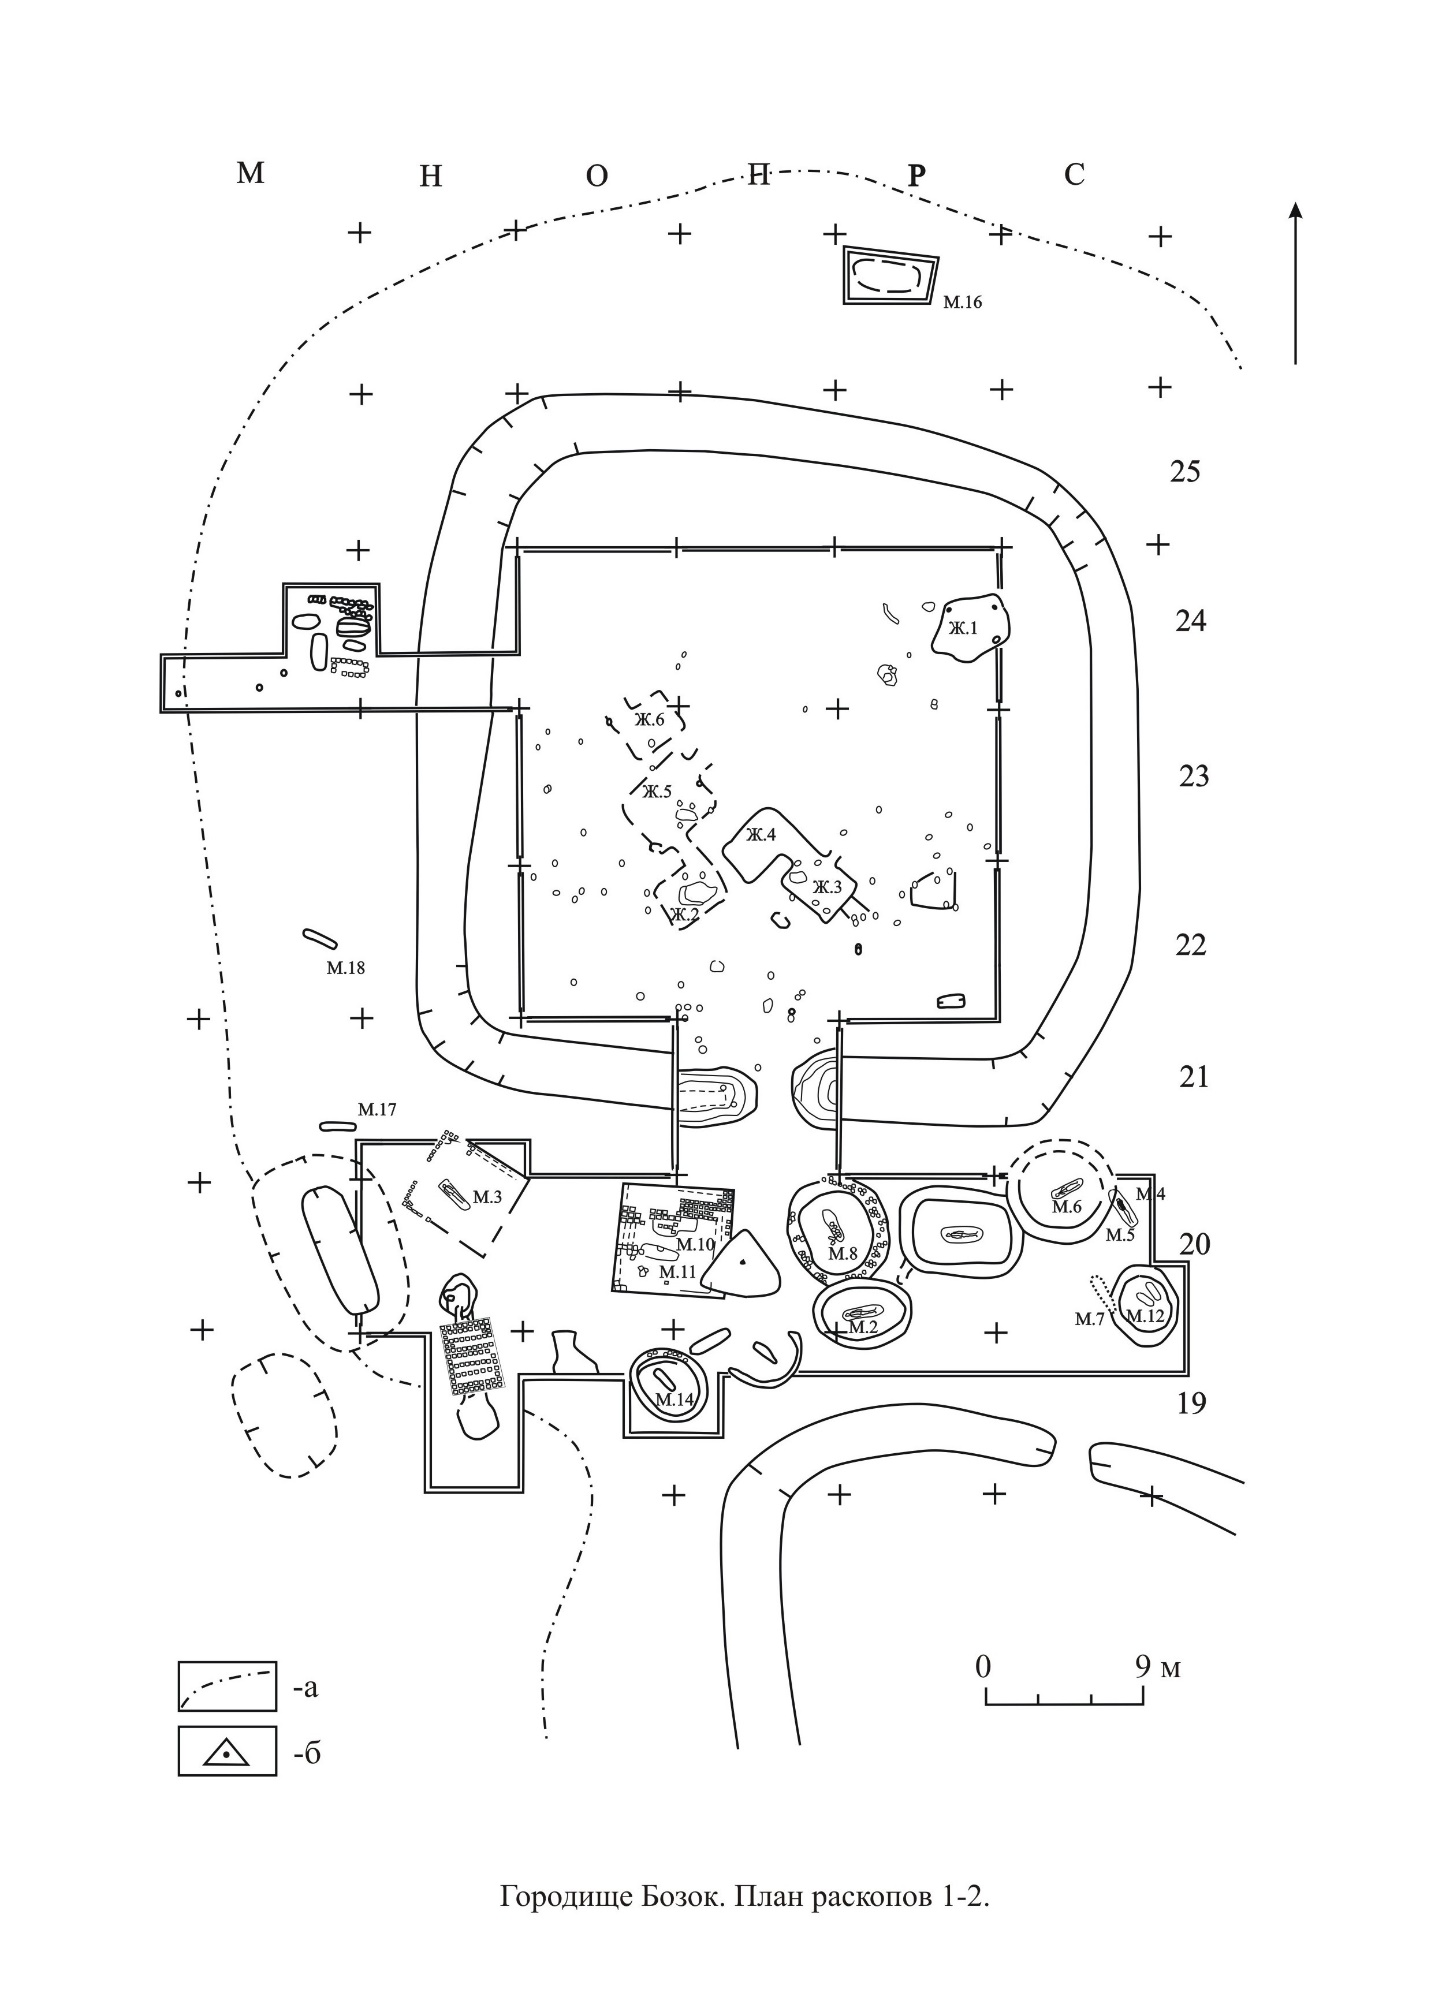 М Н О П Р С
М.16
25
24
Ж.1
Ж.6
23
Ж.5
Ж.4
Ж.3
Ж.2
22
М.18
21
М.17
М.3
М.4
М.6
М.5
20
М.10
М.8
М.11
М.7
М.12
М.2
М.14
19
0 9 м
-а
-б
Городище Бозок. План раскопов 1-2.